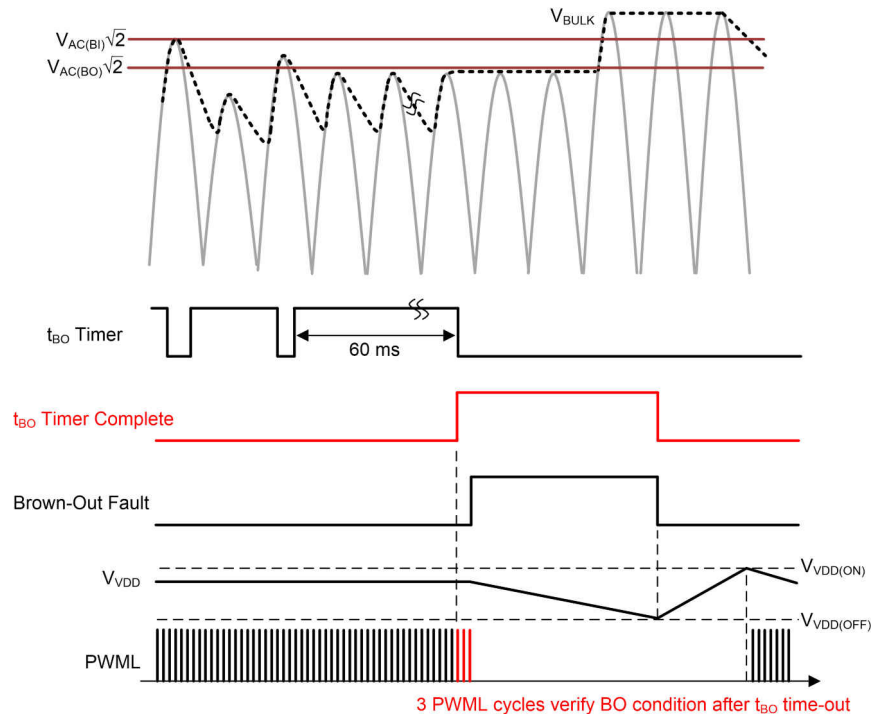 V_BULK
V_AC(BI)√2
V_AC(BO)√2
t_BO Timer
60 ms
t_BO Timer Complete
Brown-Out Fault
V_VDD
V_VDD(ON)
V_VDD(OFF)
PWML
3 PWML cycles verify BO condition after t_BO time-out